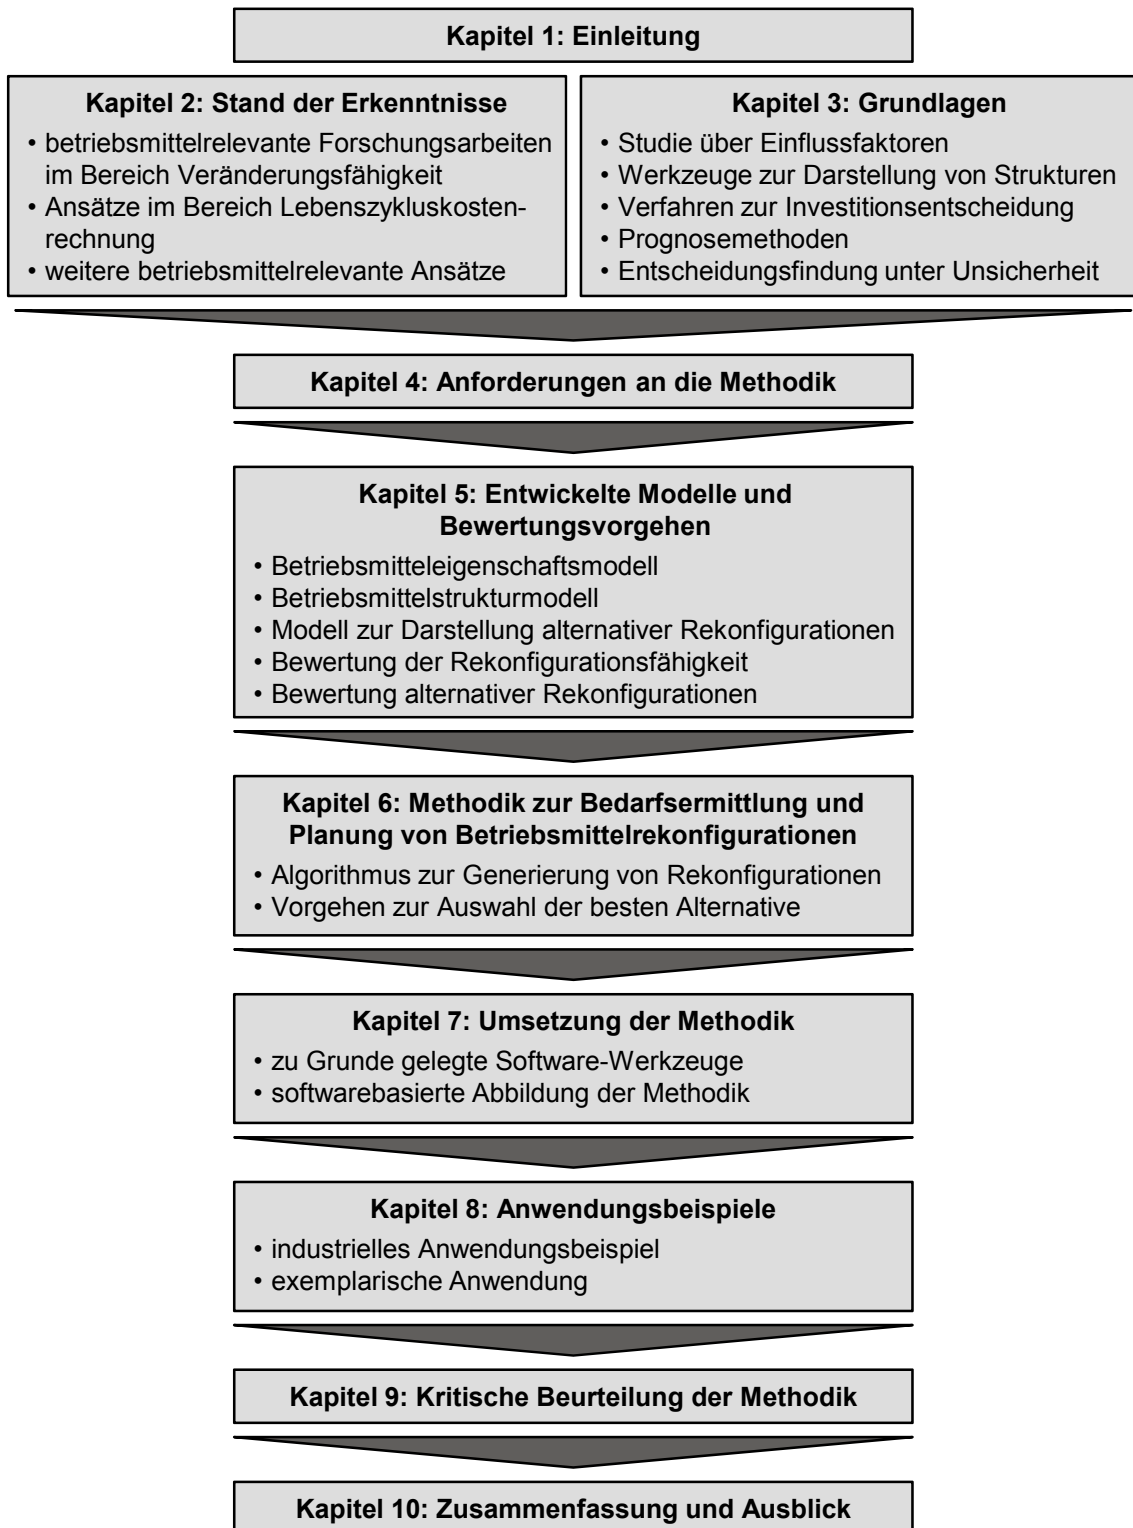 Kapitel 1: Einleitung
Kapitel 2: Stand der Erkenntnisse
• betriebsmittelrelevante Forschungsarbeiten
im Bereich Veränderungsfähigkeit
• Ansätze im Bereich Lebenszykluskosten-
rechnung
• weitere betriebsmittelrelevante Ansätze
Kapitel 3: Grundlagen
• Studie über Einflussfaktoren
• Werkzeuge zur Darstellung von Strukturen
• Verfahren zur Investitionsentscheidung
• Prognosemethoden
• Entscheidungsfindung unter Unsicherheit
Kapitel 4: Anforderungen an die Methodik
Kapitel 5: Entwickelte Modelle und
Bewertungsvorgehen
• Betriebsmitteleigenschaftsmodell
• Betriebsmittelstrukturmodell
• Modell zur Darstellung alternativer Rekonfigurationen
• Bewertung der Rekonfigurationsfähigkeit
• Bewertung alternativer Rekonfigurationen
Kapitel 6: Methodik zur Bedarfsermittlung und
Planung von Betriebsmittelrekonfigurationen
• Algorithmus zur Generierung von Rekonfigurationen
• Vorgehen zur Auswahl der besten Alternative
Kapitel 7: Umsetzung der Methodik
• zu Grunde gelegte Software-Werkzeuge
• softwarebasierte Abbildung der Methodik
Kapitel 8: Anwendungsbeispiele
• industrielles Anwendungsbeispiel
• exemplarische Anwendung
Kapitel 9: Kritische Beurteilung der Methodik
Kapitel 10: Zusammenfassung und Ausblick